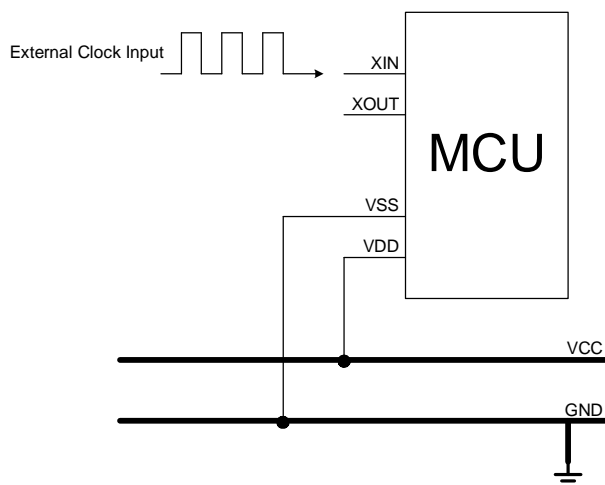 External Clock Input
XIN
XOUT
MCU
VSS
VDD
VCC
GND